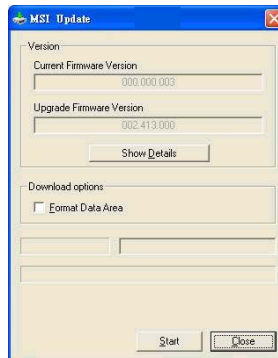 MSI Update
Version
Current Firmware Version
000.000.003
Upgrade Firmware Version
002.413.000
Show Details
Download options
Format Data Area
Start
Close